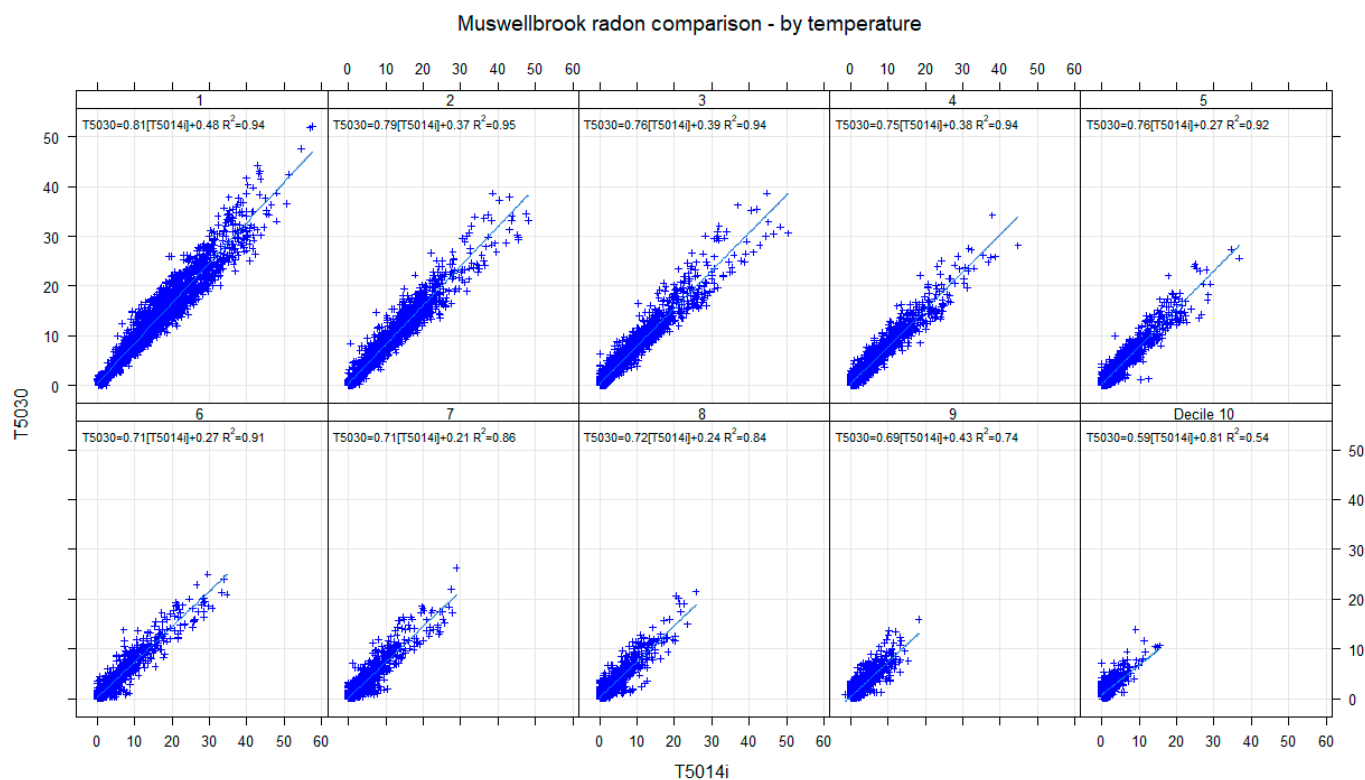 Muswellbrook radon comparison - by temperature
0 10 20 30 40 50 60 0 10 20 30 40 50 60
1 2 3 4 5
T5030=0.81[T5014i]+0.48 R²=0.94 T5030=0.79[T5014i]+0.37 R²=0.95 T5030=0.76[T5014i]+0.39 R²=0.94 T5030=0.75[T5014i]+0.38 R²=0.94 T5030=0.76[T5014i]+0.27 R²=0.92
50
40
30
20
10
0
T5030
6 7 8 9 Decile 10
T5030=0.71[T5014i]+0.27 R²=0.91 T5030=0.71[T5014i]+0.21 R²=0.86 T5030=0.72[T5014i]+0.24 R²=0.84 T5030=0.69[T5014i]+0.43 R²=0.74 T5030=0.59[T5014i]+0.81 R²=0.54
50
40
30
20
10
0
0 10 20 30 40 50 60 0 10 20 30 40 50 60 0 10 20 30 40 50 60
T5014i